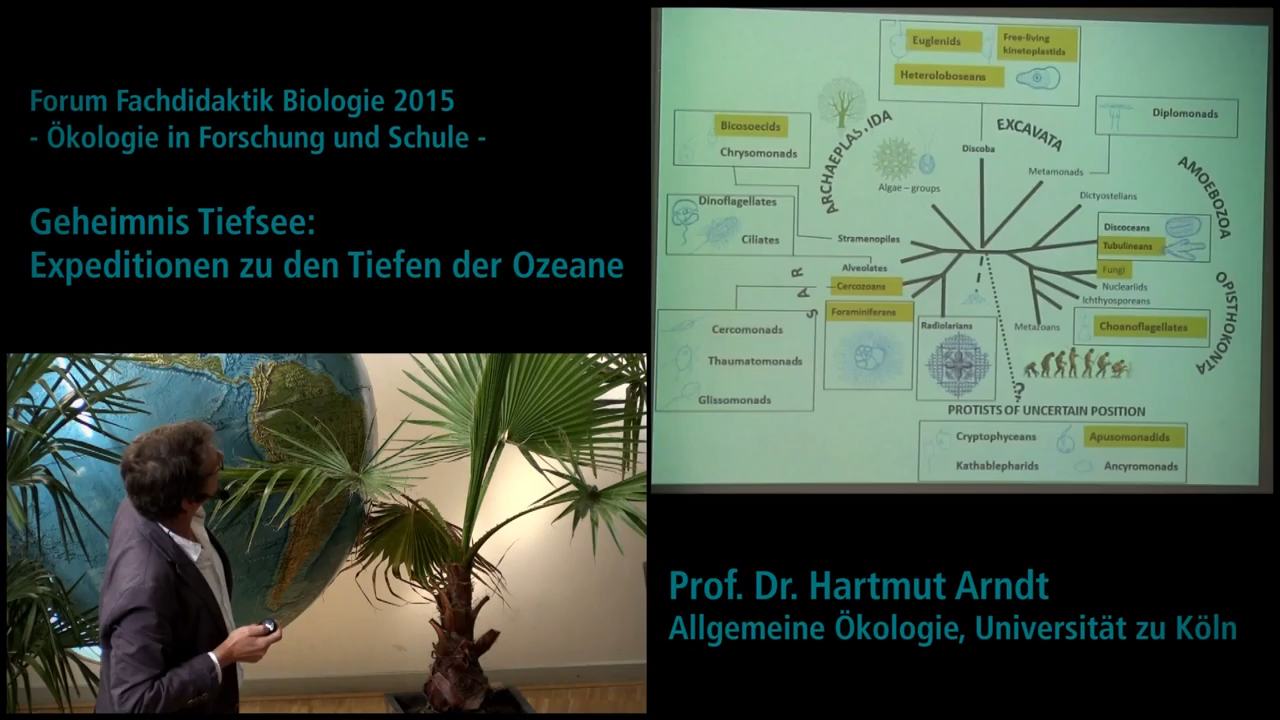 Forum Fachdidaktik Biologie 2015
- Ökologie in Forschung und Schule -
Geheimnis Tiefsee:
Expeditionen zu den Tiefen der Ozeane
Euglenids
Free-living
kinetoplastids
Heteroloboseans
Diplomonads
Bicosoecids
Chrysomonads
ARCHAEPLASTIDA
EXCAVATA
Discoba
Metamonads
AMOEBOZOA
Algae – groups
Dictyostelians
Dinoflagellates
Ciliates
Stramenopiles
Discoceans
Tubulineans
Alveolates
Fungi
SAR
Cercozoans
Nucleariids
Ichthyosporeans
OPISTHOKONTA
Foraminiferans
Radiolarians
Metazoans
Choanoflagellates
Cercomonads
Thaumatomonads
Glissomonads
?
PROTISTS OF UNCERTAIN POSITION
Cryptophyceans
Apusomonadids
Kathablepharids
Ancyromonads
Prof. Dr. Hartmut Arndt
Allgemeine Ökologie, Universität zu Köln